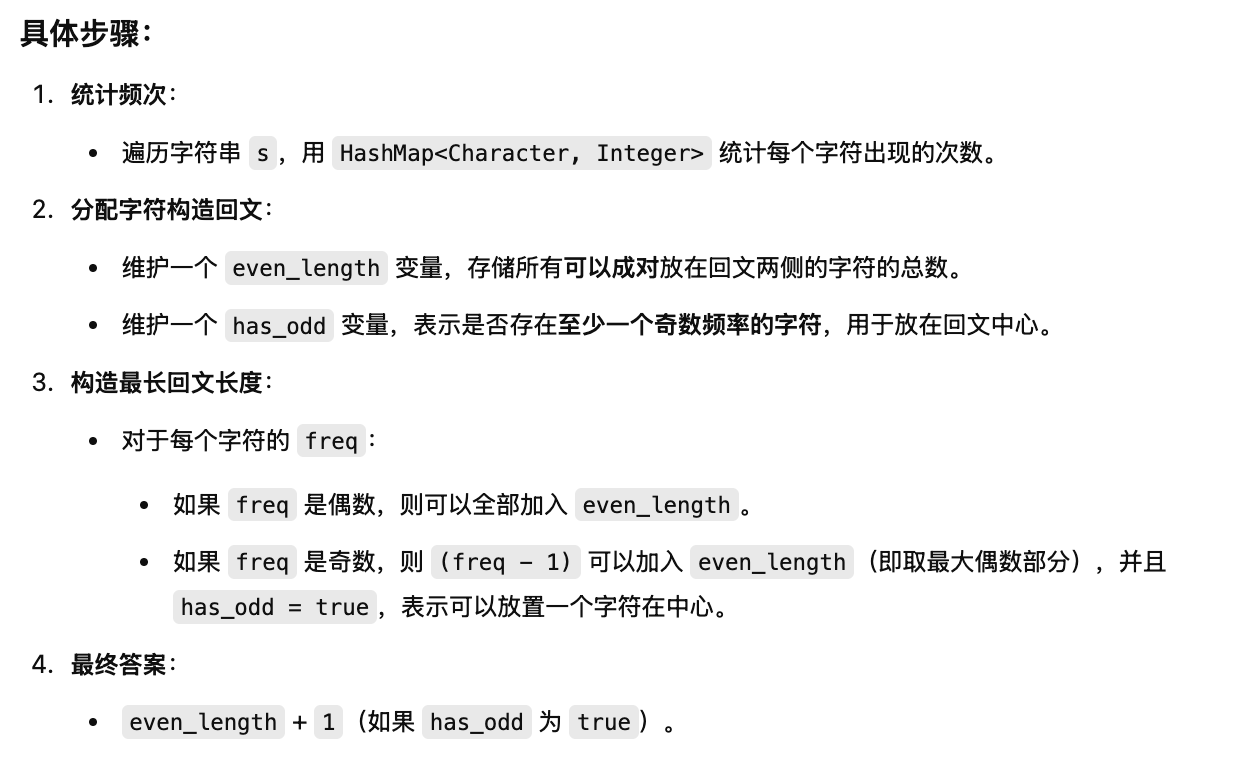 具体步骤：
1. 统计频次：
• 遍历字符串 s，用 HashMap<Character, Integer> 统计每个字符出现的次数。
2. 分配字符构造回文：
• 维护一个 even_length 变量，存储所有可以成对放在回文两侧的字符的总数。
• 维护一个 has_odd 变量，表示是否存在至少一个奇数频率的字符，用于放在回文中心。
3. 构造最长回文长度：
• 对于每个字符的 freq：
• 如果 freq 是偶数，则可以全部加入 even_length。
• 如果 freq 是奇数，则 (freq - 1) 可以加入 even_length（即取最大偶数部分），并且
has_odd = true，表示可以放置一个字符在中心。
4. 最终答案：
• even_length + 1（如果 has_odd 为 true）。